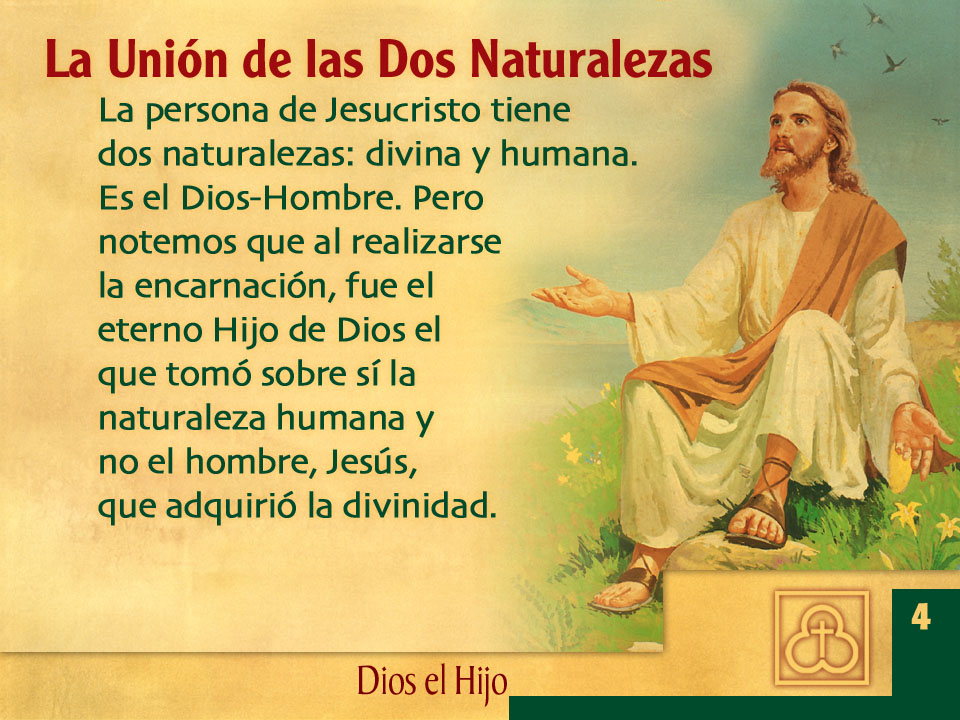 La Unión de las Dos Naturalezas
La persona de Jesucristo tiene
dos naturalezas: divina y humana.
Es el Dios-Hombre. Pero
notemos que al realizarse
la encarnación, fue el
eterno Hijo de Dios el
que tomó sobre sí la
naturaleza humana y
no el hombre, Jesús,
que adquirió la divinidad.
4
Dios el Hijo